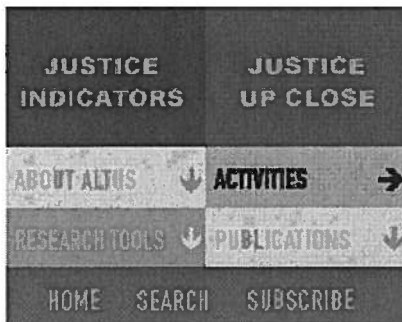 JUSTICE INDICATORS
JUSTICE UP CLOSE
ABOUT ALTUS
ACTIVITIES
RESEARCH TOOLS
PUBLICATIONS
HOME SEARCH SUBSCRIBE